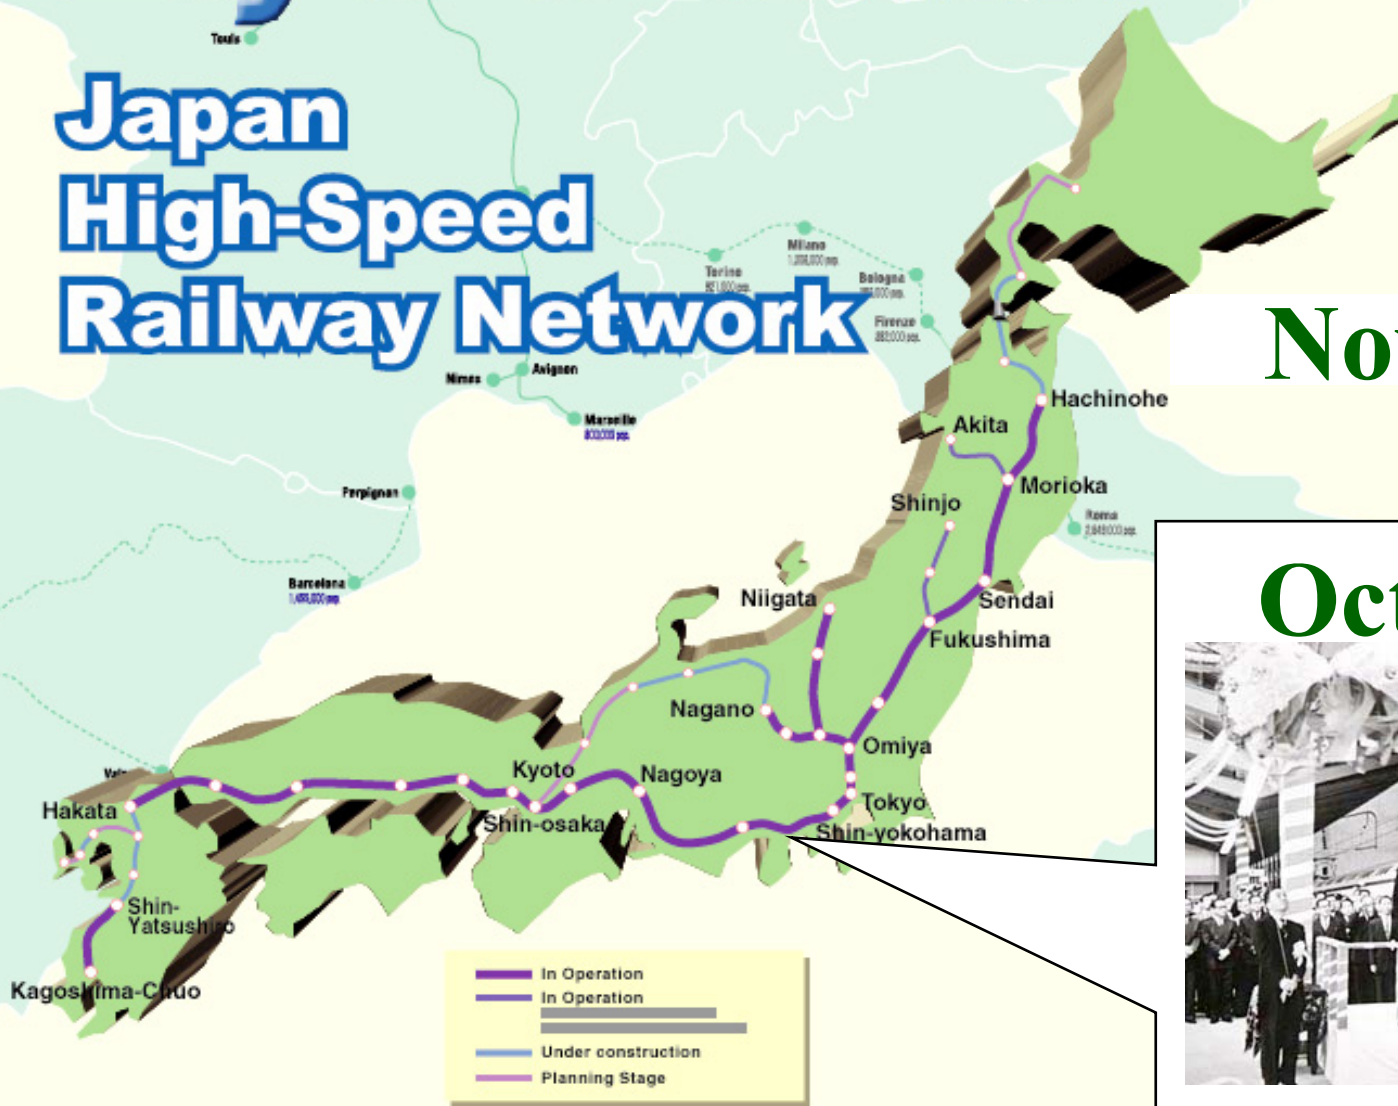 Japan
High-Speed
Railway Network
Torino
Milano
Bologna
Firenze
Nimes
Avignon
Marseille
Perpignan
Barcelona
Roma
No
Oct
Hachinohe
Akita
Morioka
Shinjo
Niigata
Sendai
Fukushima
Nagano
Omiya
Kyoto
Nagoya
Hakata
Tokyo
Shin-osaka
Shin-yokohama
Shin-
Yatsushiro
Kagoshima-Chuo
In Operation
In Operation
Under construction
Planning Stage